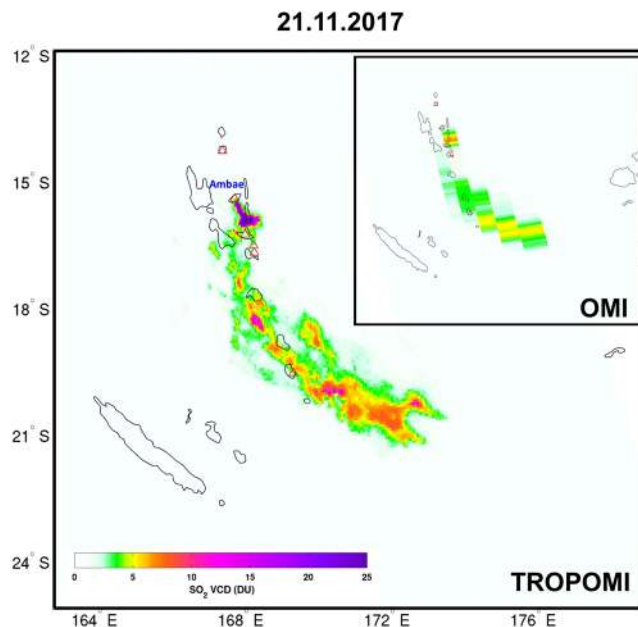 21.11.2017
12° S
15° S
18° S
21° S
24° S
Ambae
OMI
0 5 10 15 20 25
SO₂ VCD (DU)
TROPOMI
164° E 168° E 172° E 176° E